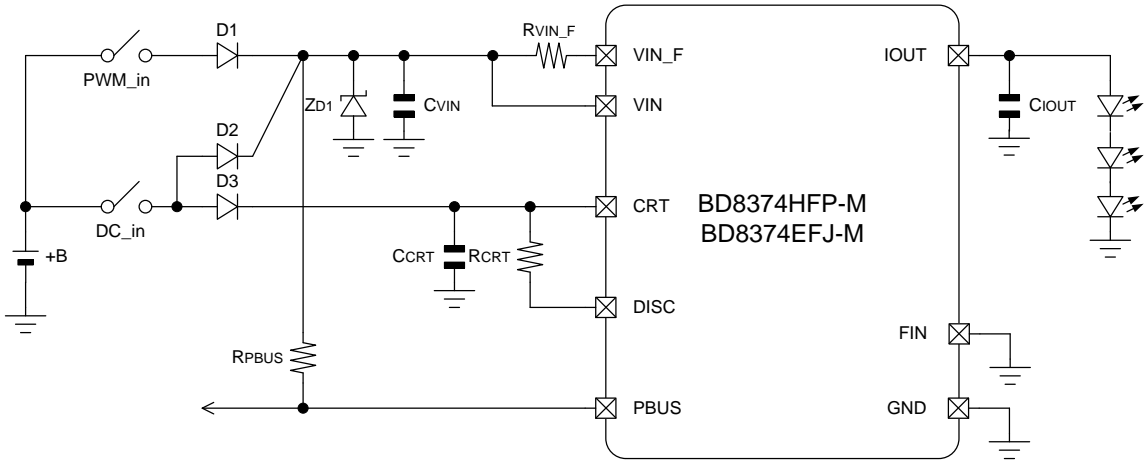 D1
RVIN_F
VIN_F
IOUT
PWM_in
ZD1
CVIN
VIN
CIOUT
D2
D3
CRT
BD8374HFP-M
BD8374EFJ-M
DC_in
+B
CCRT
RCRT
DISC
FIN
RPBUS
PBUS
GND